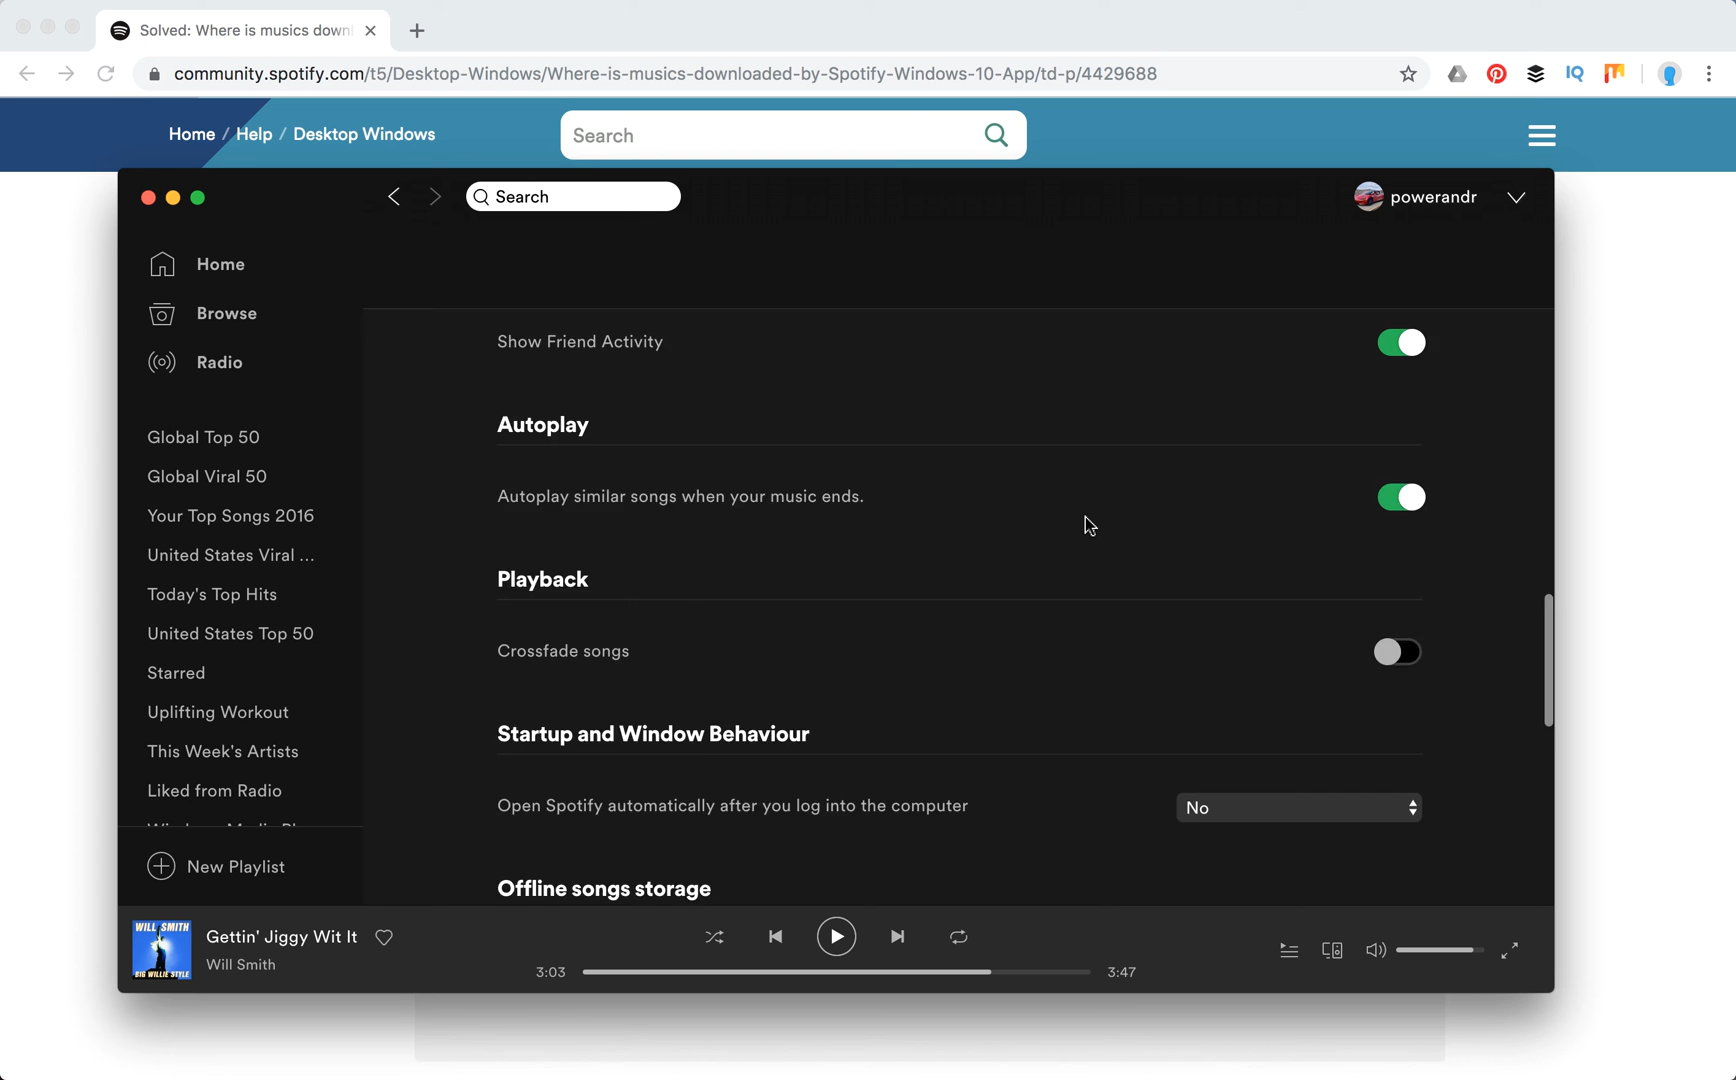 Solved: Where is musics down
community.spotify.com/t5/Desktop-Windows/Where-is-musics-downloaded-by-Spotify-Windows-10-App/td-p/4429688
IQ
Home / Help / Desktop Windows
Search
Search
powerandr
Home
Browse
Radio
Global Top 50
Global Viral 50
Your Top Songs 2016
United States Viral ...
Today's Top Hits
United States Top 50
Starred
Uplifting Workout
This Week's Artists
Liked from Radio
New Playlist
Show Friend Activity
Autoplay
Autoplay similar songs when your music ends.
Playback
Crossfade songs
Startup and Window Behaviour
Open Spotify automatically after you log into the computer
No
Offline songs storage
WILL SMITH
BIG WILLIE STYLE
Gettin' Jiggy Wit It
Will Smith
3:03
3:47